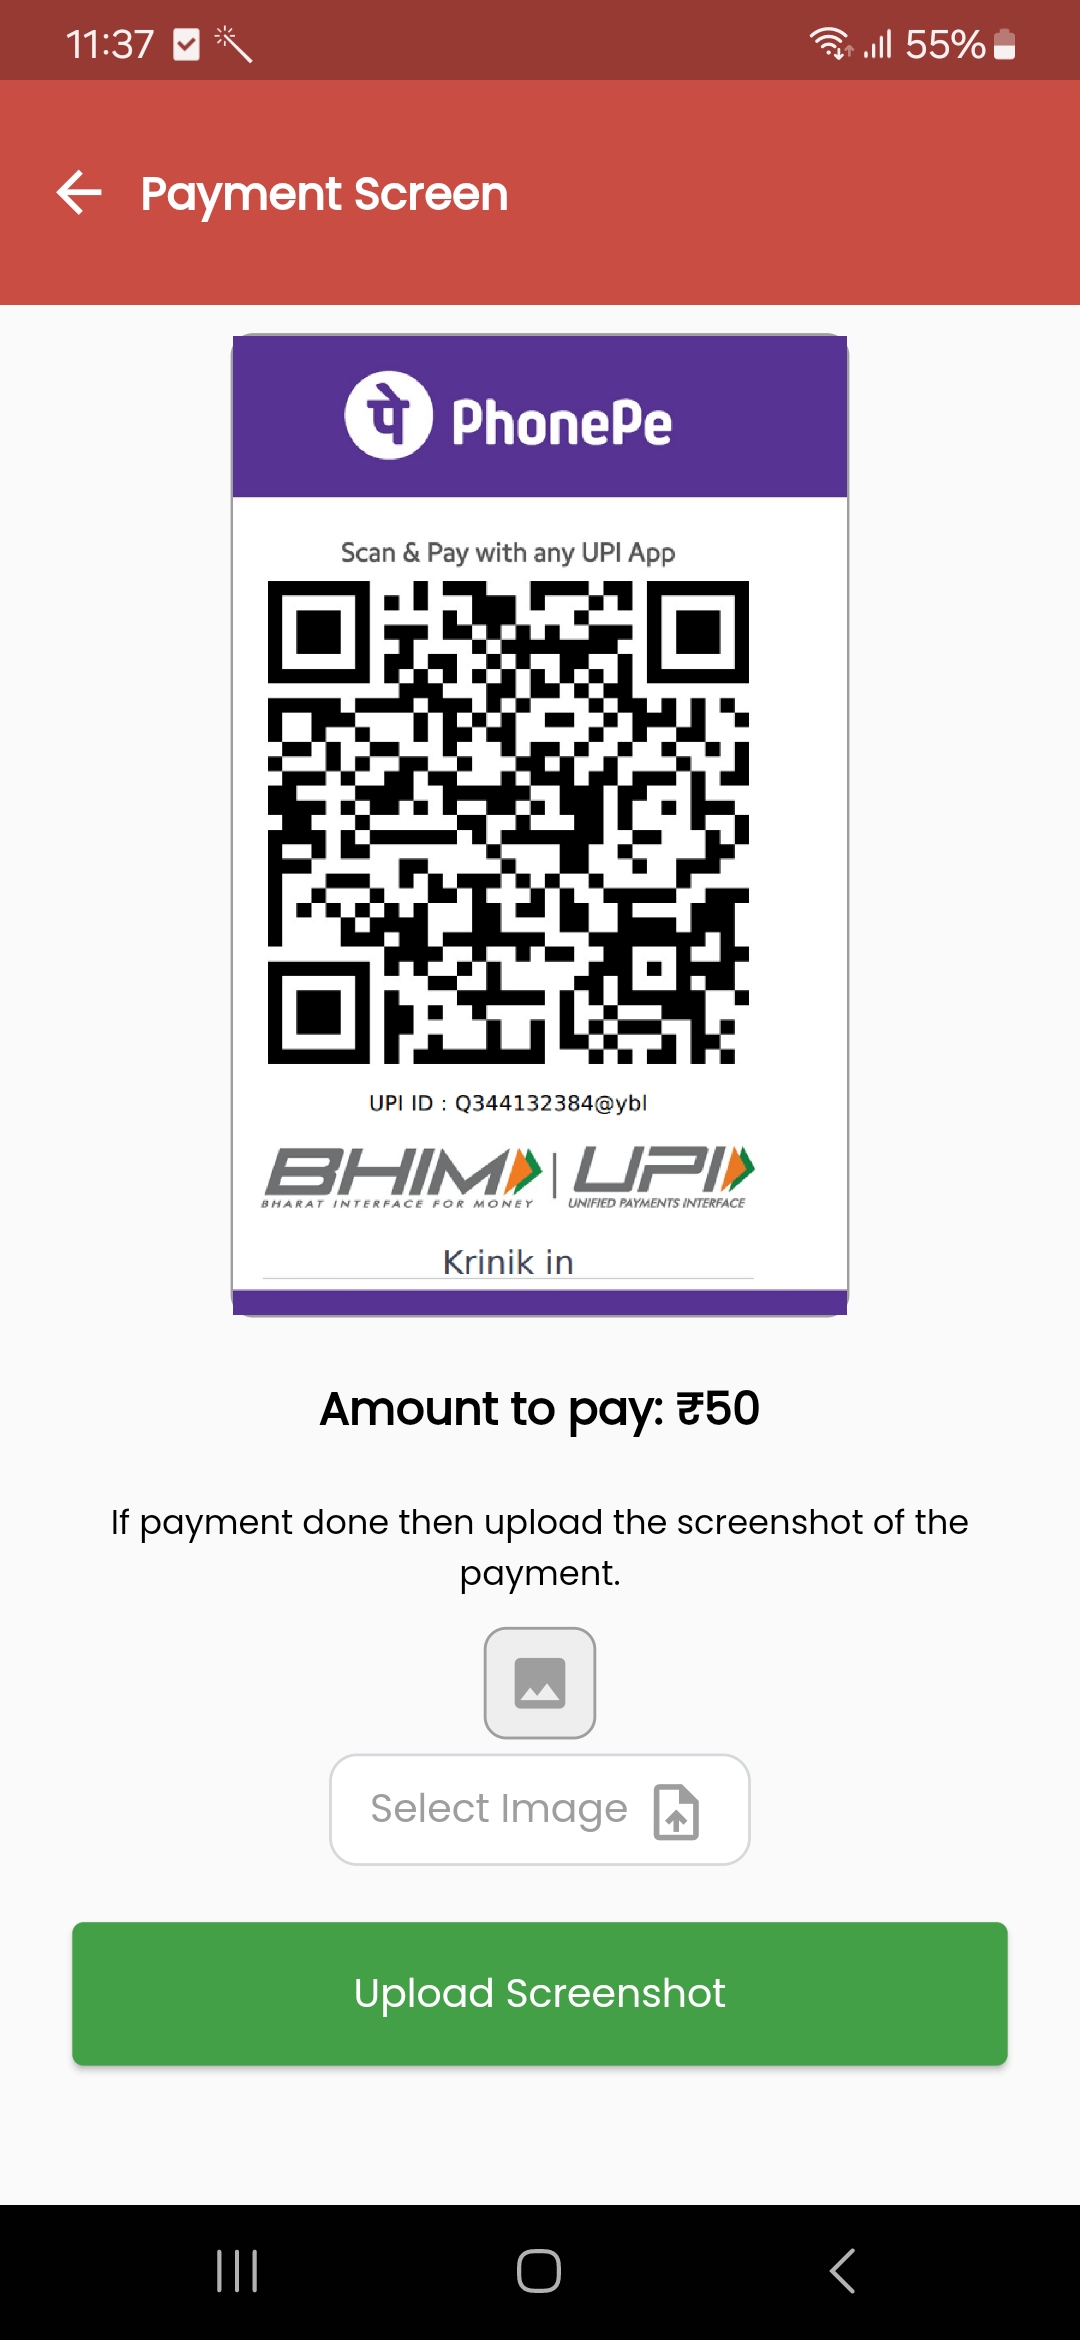 11:37
55%
Payment Screen
पे PhonePe
Scan & Pay with any UPI App
UPI ID : Q344132384@ybl
BHIM | UPI
BHARAT INTERFACE FOR MONEY UNIFIED PAYMENTS INTERFACE
Krinik in
Amount to pay: ₹50
If payment done then upload the screenshot of the
payment.
Select Image
Upload Screenshot